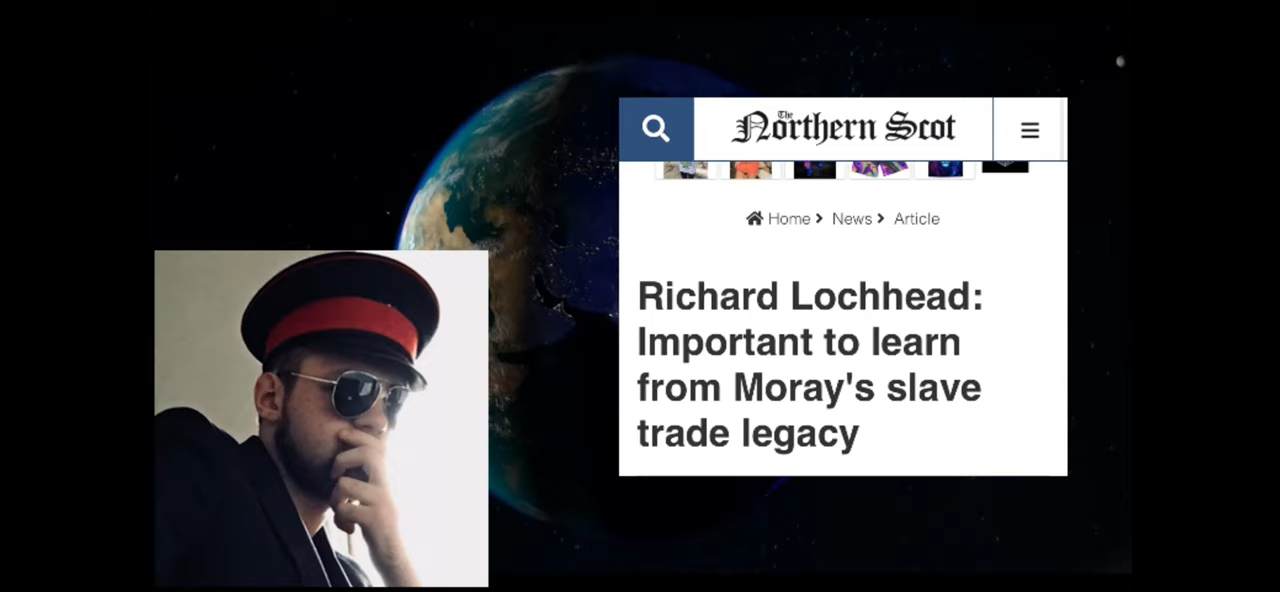 The Northern Scot
Home News Article
Richard Lochhead:
Important to learn
from Moray's slave
trade legacy